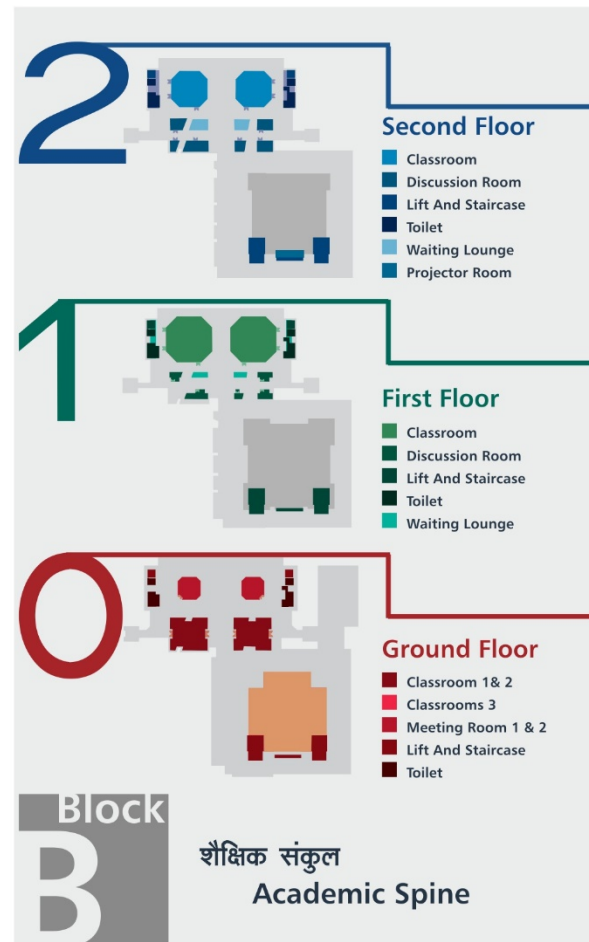 2
Second Floor
Classroom
Discussion Room
Lift And Staircase
Toilet
Waiting Lounge
Projector Room
1
First Floor
Classroom
Discussion Room
Lift And Staircase
Toilet
Waiting Lounge
0
Ground Floor
Classroom 1& 2
Classrooms 3
Meeting Room 1 & 2
Lift And Staircase
Toilet
Block
B
शैक्षिक संकुल
Academic Spine